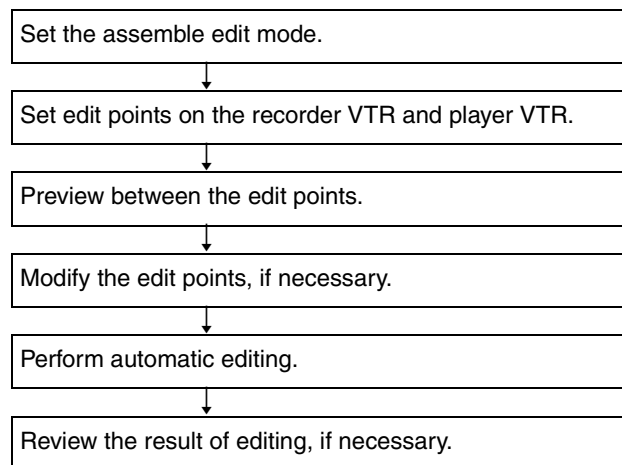 Set the assemble edit mode.
Set edit points on the recorder VTR and player VTR.
Preview between the edit points.
Modify the edit points, if necessary.
Perform automatic editing.
Review the result of editing, if necessary.